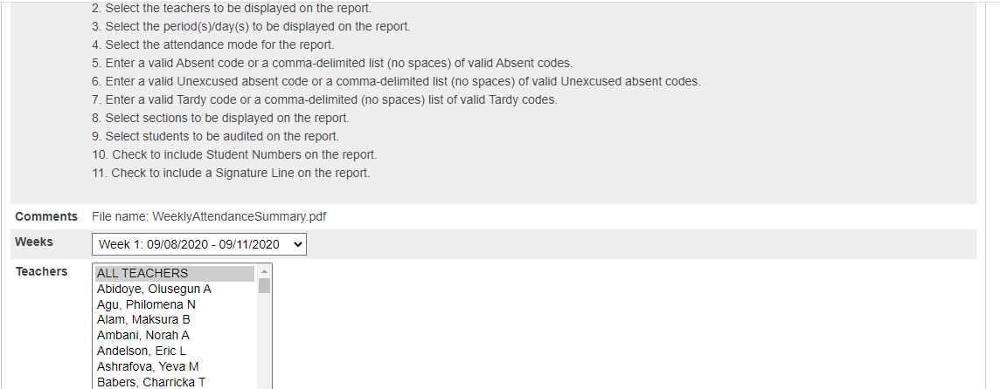 2. Select the teachers to be displayed on the report.
3. Select the period(s)/day(s) to be displayed on the report.
4. Select the attendance mode for the report.
5. Enter a valid Absent code or a comma-delimited list (no spaces) of valid Absent codes.
6. Enter a valid Unexcused absent code or a comma-delimited list (no spaces) of valid Unexcused absent codes.
7. Enter a valid Tardy code or a comma-delimited (no spaces) list of valid Tardy codes.
8. Select sections to be displayed on the report.
9. Select students to be audited on the report.
10. Check to include Student Numbers on the report.
11. Check to include a Signature Line on the report.
Comments File name: WeeklyAttendanceSummary.pdf
Weeks Week 1: 09/08/2020 - 09/11/2020
Teachers ALL TEACHERS
Abidoye, Olusegun A
Agu, Philomena N
Alam, Maksura B
Ambani, Norah A
Andelson, Eric L
Ashrafova, Yeva M
Babers, Charricka T